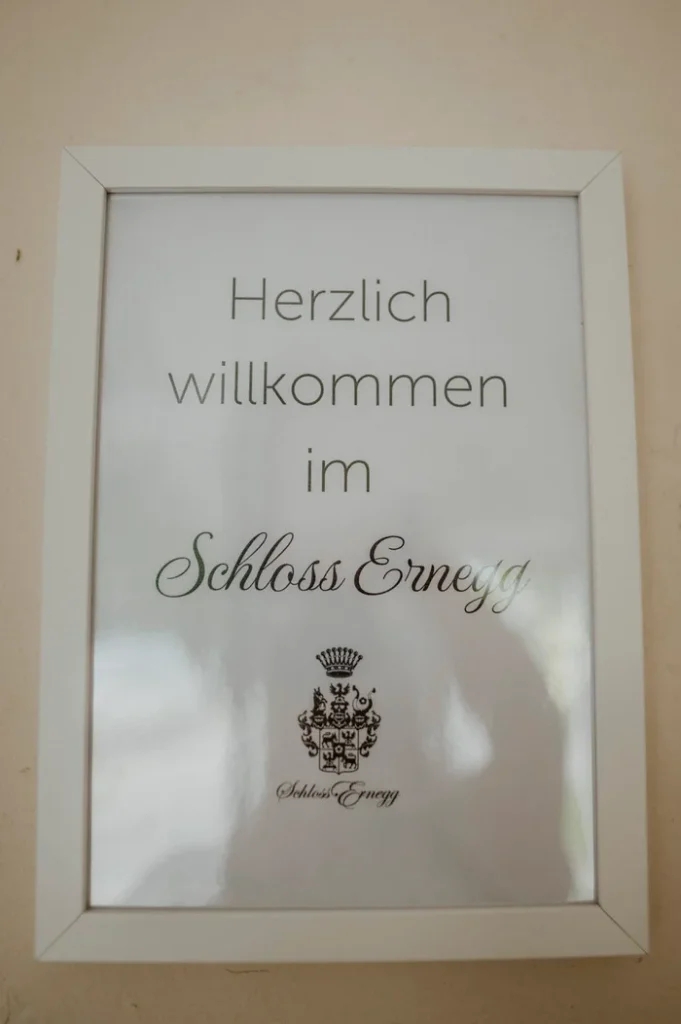 Herzlich
willkommen
im
Schloss Ernegg
Schloss Ernegg